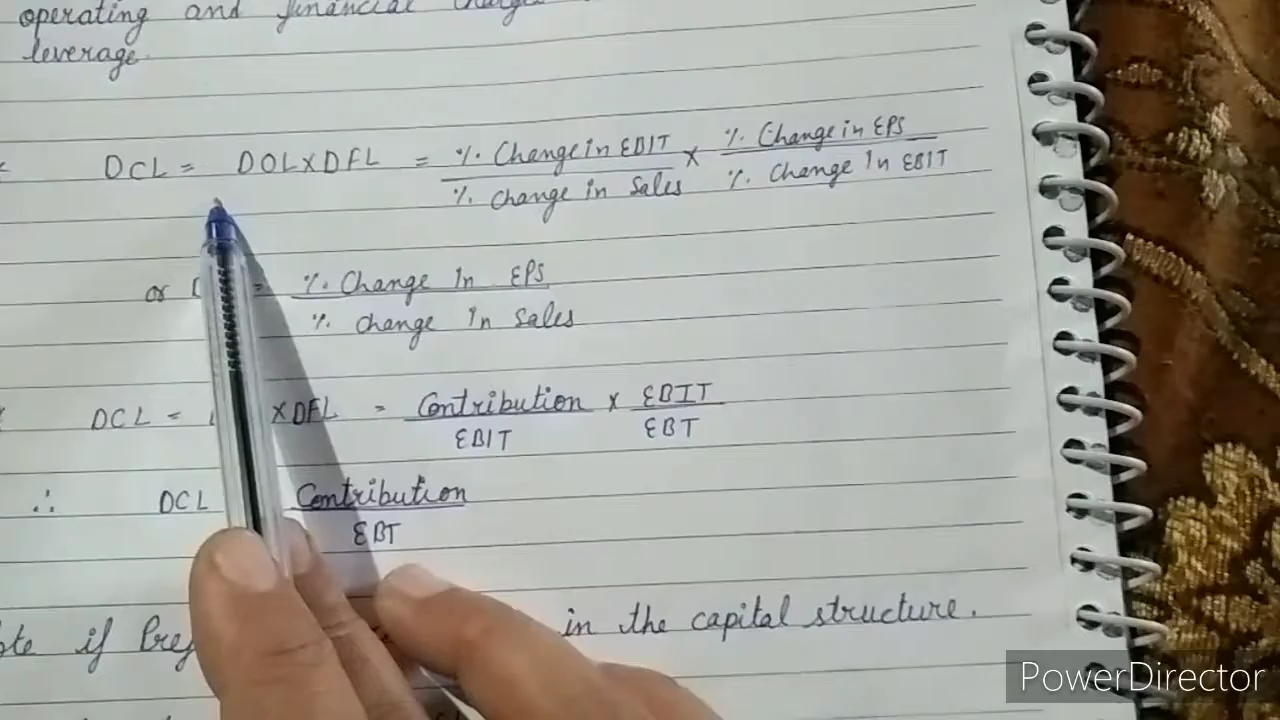 operating and financial
leverage.
DCL = DOL X DFL = % Change in EBIT / % Change in Sales X % Change in EPS / % Change In EBIT
or = % Change In EPS / % Change In Sales
DCL = X DFL = Contribution / EBIT X EBIT / EBT
∴ DCL Contribution / EBT
if in the capital structure.
PowerDirector